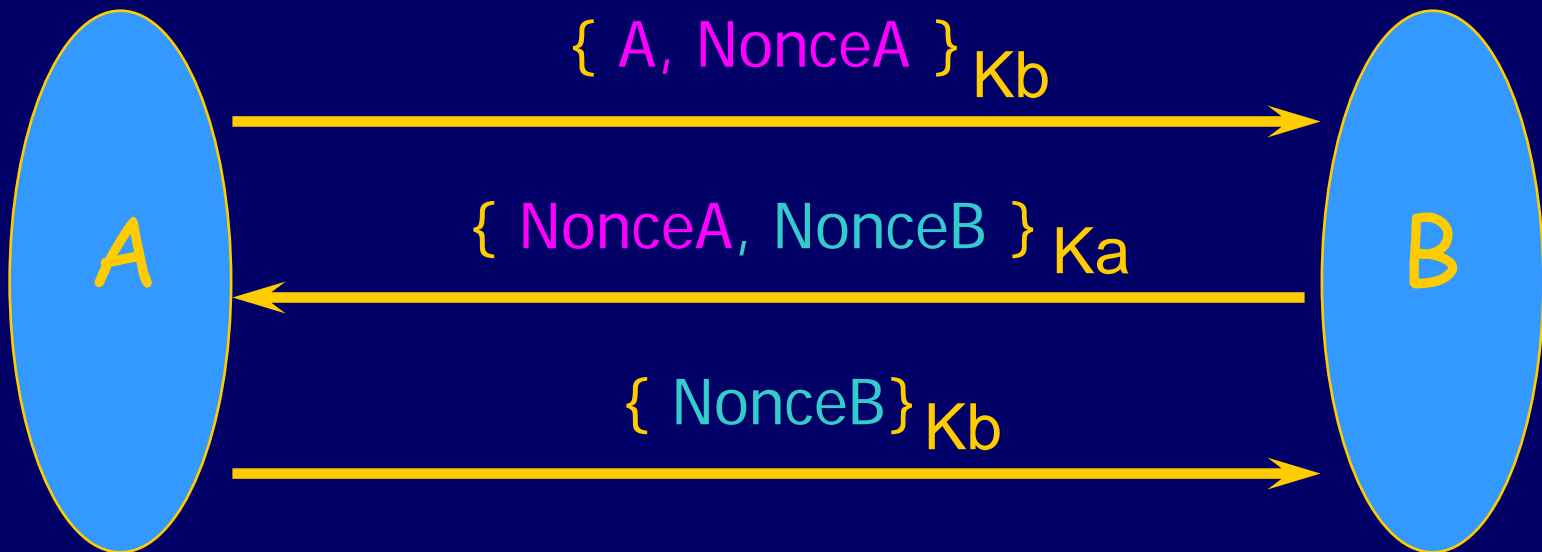 { A, NonceA }Kb
{ NonceA, NonceB }Ka
A
B
{ NonceB}Kb